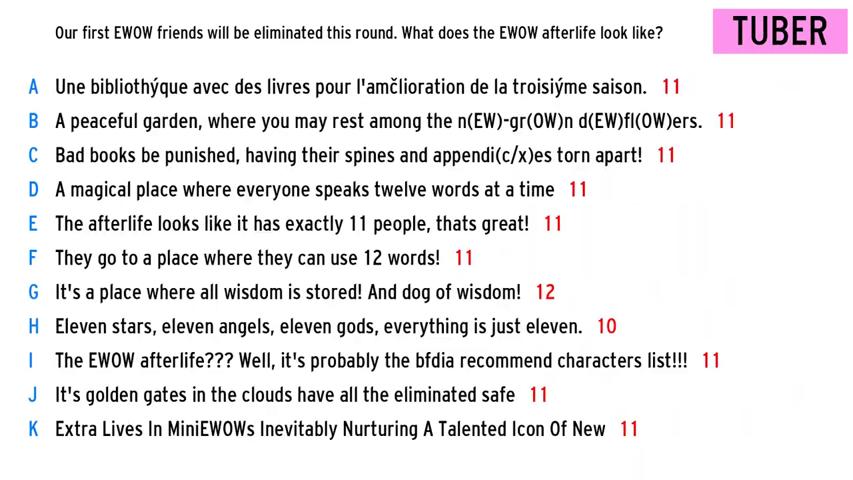 Our first EWOW friends will be eliminated this round. What does the EWOW afterlife look like?
TUBER
A Une bibliothýque avec des livres pour l'amčlioration de la troisiýme saison. 11
B A peaceful garden, where you may rest among the n(EW)-gr(OW)n d(EW)fl(OW)ers. 11
C Bad books be punished, having their spines and appendi(c/x)es torn apart! 11
D A magical place where everyone speaks twelve words at a time 11
E The afterlife looks like it has exactly 11 people, thats great! 11
F They go to a place where they can use 12 words! 11
G It's a place where all wisdom is stored! And dog of wisdom! 12
H Eleven stars, eleven angels, eleven gods, everything is just eleven. 10
I The EWOW afterlife??? Well, it's probably the bfdia recommend characters list!!! 11
J It's golden gates in the clouds have all the eliminated safe 11
K Extra Lives In MiniEWOWs Inevitably Nurturing A Talented Icon Of New 11